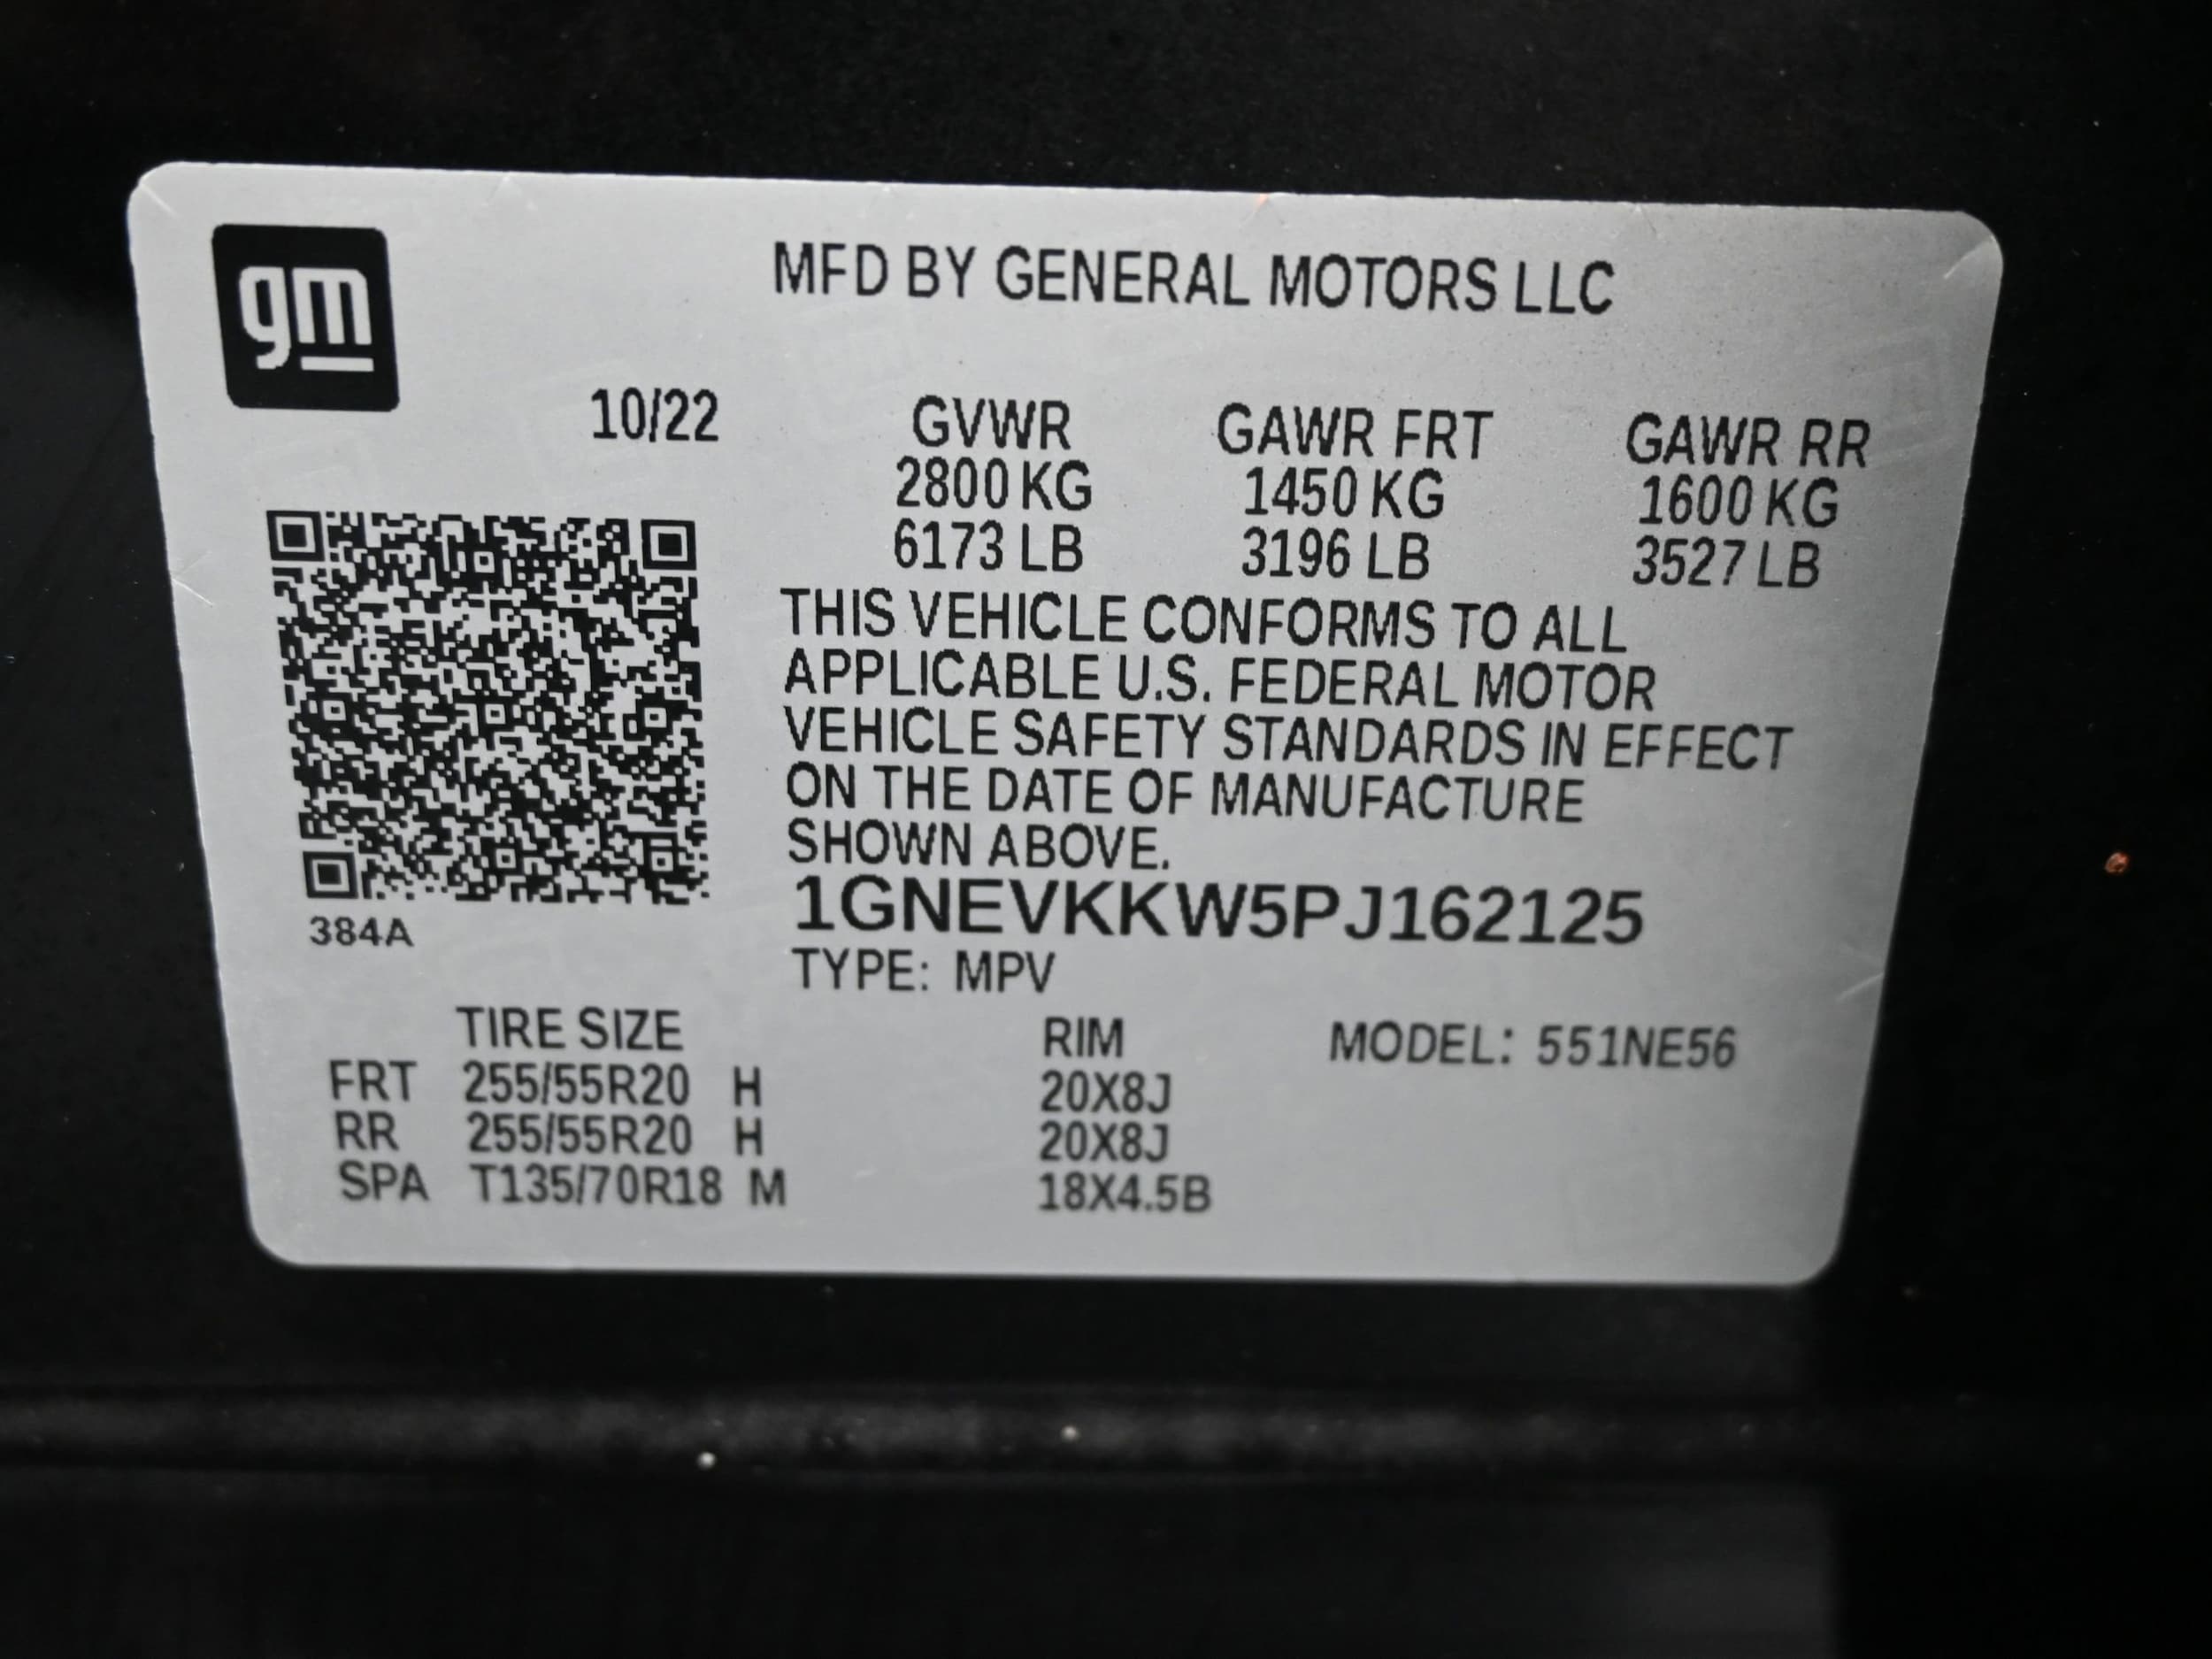 gm
MFD BY GENERAL MOTORS LLC
10/22 GVWR GAWR FRT GAWR RR
2800 KG 1450 KG 1600 KG
6173 LB 3196 LB 3527 LB
THIS VEHICLE CONFORMS TO ALL
APPLICABLE U.S. FEDERAL MOTOR
VEHICLE SAFETY STANDARDS IN EFFECT
ON THE DATE OF MANUFACTURE
SHOWN ABOVE.
1GNEVKKW5PJ162125
384A
TYPE: MPV
TIRE SIZE RIM MODEL: 551NE56
FRT 255/55R20 H 20X8J
RR 255/55R20 H 20X8J
SPA T135/70R18 M 18X4.5B